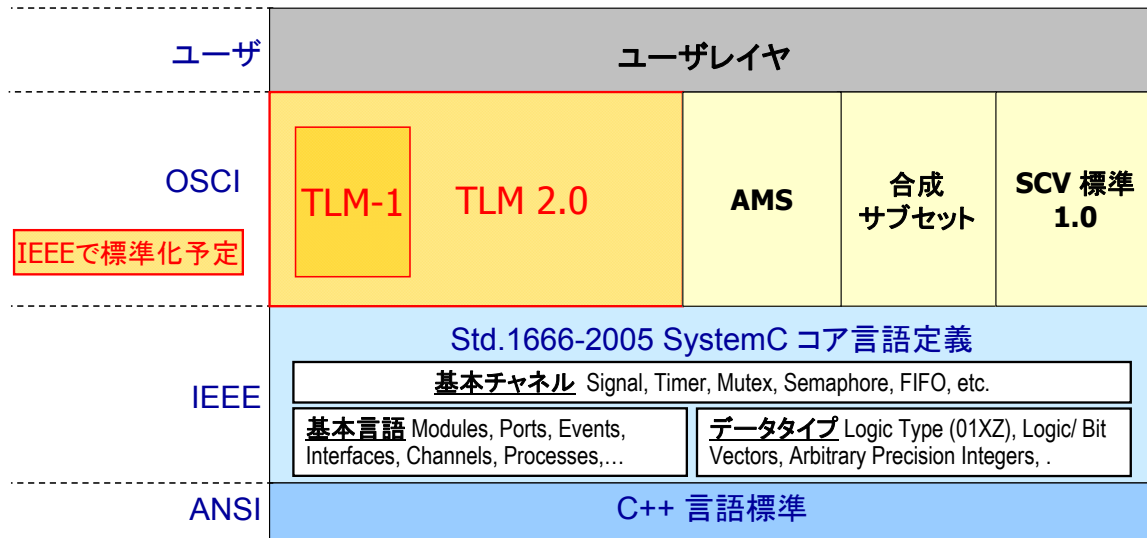 ユーザ
ユーザレイヤ
OSCI
IEEEで標準化予定
TLM-1
TLM 2.0
AMS
合成
サブセット
SCV 標準
1.0
IEEE
Std.1666-2005 SystemC コア言語定義
基本チャネル Signal, Timer, Mutex, Semaphore, FIFO, etc.
基本言語 Modules, Ports, Events,
Interfaces, Channels, Processes,…
データタイプ Logic Type (01XZ), Logic/ Bit
Vectors, Arbitrary Precision Integers, .
ANSI
C++ 言語標準